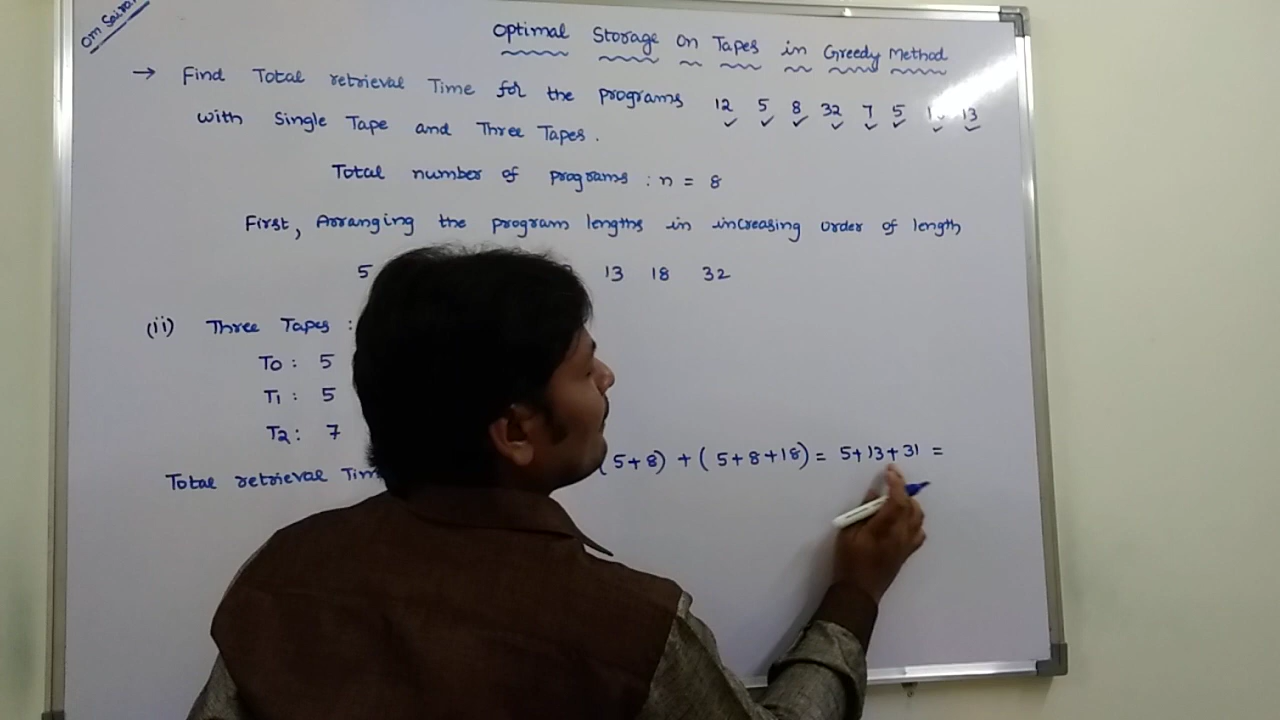 Om Sairam
Optimal Storage on Tapes in Greedy Method
→ Find Total retrieval Time for the programs 12 5 8 32 7 5 13
with Single Tape and Three Tapes.
Total number of programs : n = 8
First, Arranging the program lengths in increasing order of length
5 13 18 32
(ii) Three Tapes :
T0 : 5
T1 : 5
T2 : 7
Total retrieval Tim (5+8) + (5+8+18) = 5+13+31 =